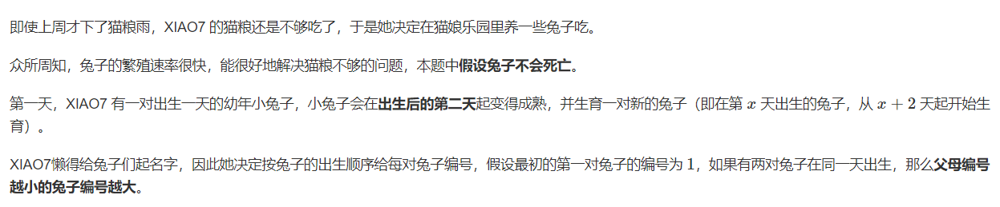 即使上周才下了猫粮雨，XIAO7 的猫粮还是不够吃了，于是她决定在猫娘乐园里养一些兔子吃。
众所周知，兔子的繁殖速率很快，能很好地解决猫粮不够的问题，本题中假设兔子不会死亡。
第一天，XIAO7 有一对出生一天的幼年小兔子，小兔子会在出生后的第二天起变得成熟，并生育一对新的兔子（即在第 x 天出生的兔子，从 x + 2 天起开始生
育）。
XIAO7懒得给兔子们起名字，因此她决定按兔子的出生顺序给每对兔子编号，假设最初的第一对兔子的编号为 1，如果有两对兔子在同一天出生，那么父母编号
越小的兔子编号越大。